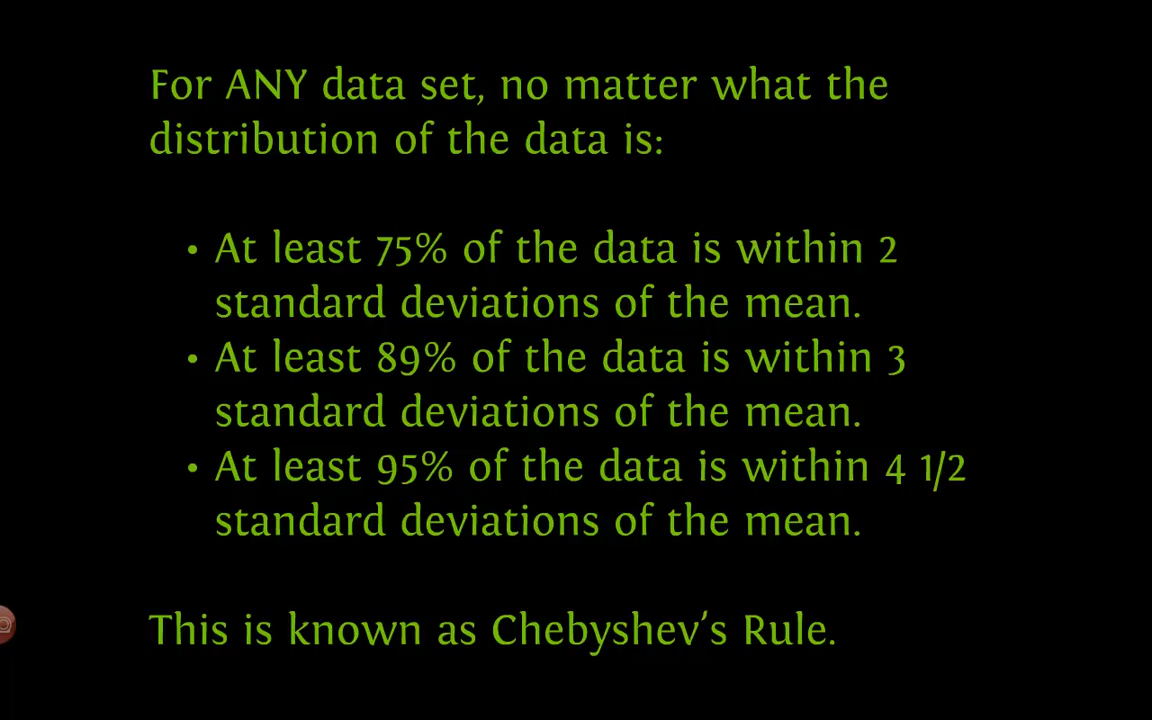 For ANY data set, no matter what the
distribution of the data is:
• At least 75% of the data is within 2
standard deviations of the mean.
• At least 89% of the data is within 3
standard deviations of the mean.
• At least 95% of the data is within 4 1/2
standard deviations of the mean.
This is known as Chebyshev's Rule.